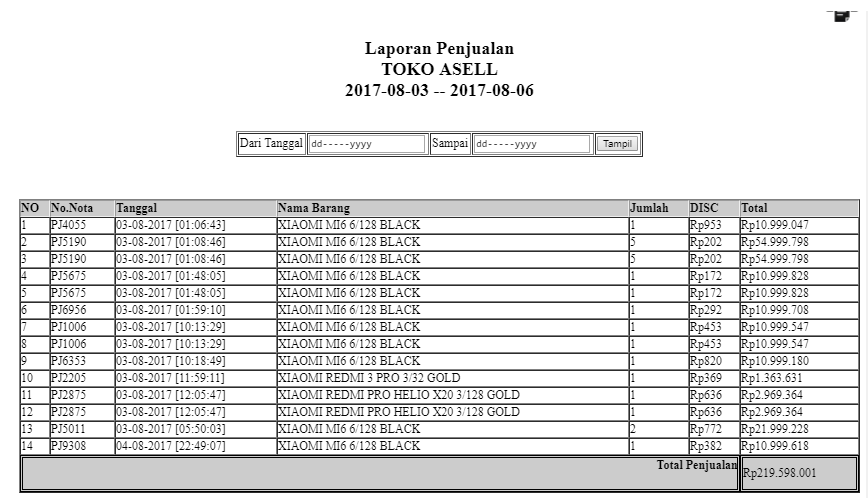 Laporan Penjualan
TOKO ASELL
2017-08-03 -- 2017-08-06
Dari Tanggal dd-----yyyy Sampai dd-----yyyy Tampil
NO No.Nota Tanggal Nama Barang Jumlah DISC Total
1 PJ4055 03-08-2017 [01:06:43] XIAOMI MI6 6/128 BLACK 1 Rp953 Rp10.999.047
2 PJ5190 03-08-2017 [01:08:46] XIAOMI MI6 6/128 BLACK 5 Rp202 Rp54.999.798
3 PJ5190 03-08-2017 [01:08:46] XIAOMI MI6 6/128 BLACK 5 Rp202 Rp54.999.798
4 PJ5675 03-08-2017 [01:48:05] XIAOMI MI6 6/128 BLACK 1 Rp172 Rp10.999.828
5 PJ5675 03-08-2017 [01:48:05] XIAOMI MI6 6/128 BLACK 1 Rp172 Rp10.999.828
6 PJ6956 03-08-2017 [01:59:10] XIAOMI MI6 6/128 BLACK 1 Rp292 Rp10.999.708
7 PJ1006 03-08-2017 [10:13:29] XIAOMI MI6 6/128 BLACK 1 Rp453 Rp10.999.547
8 PJ1006 03-08-2017 [10:13:29] XIAOMI MI6 6/128 BLACK 1 Rp453 Rp10.999.547
9 PJ6353 03-08-2017 [10:18:49] XIAOMI MI6 6/128 BLACK 1 Rp820 Rp10.999.180
10 PJ2205 03-08-2017 [11:59:11] XIAOMI REDMI 3 PRO 3/32 GOLD 1 Rp369 Rp1.363.631
11 PJ2875 03-08-2017 [12:05:47] XIAOMI REDMI PRO HELIO X20 3/128 GOLD 1 Rp636 Rp2.969.364
12 PJ2875 03-08-2017 [12:05:47] XIAOMI REDMI PRO HELIO X20 3/128 GOLD 1 Rp636 Rp2.969.364
13 PJ5011 03-08-2017 [05:50:03] XIAOMI MI6 6/128 BLACK 2 Rp772 Rp21.999.228
14 PJ9308 04-08-2017 [22:49:07] XIAOMI MI6 6/128 BLACK 1 Rp382 Rp10.999.618
Total Penjualan Rp219.598.001